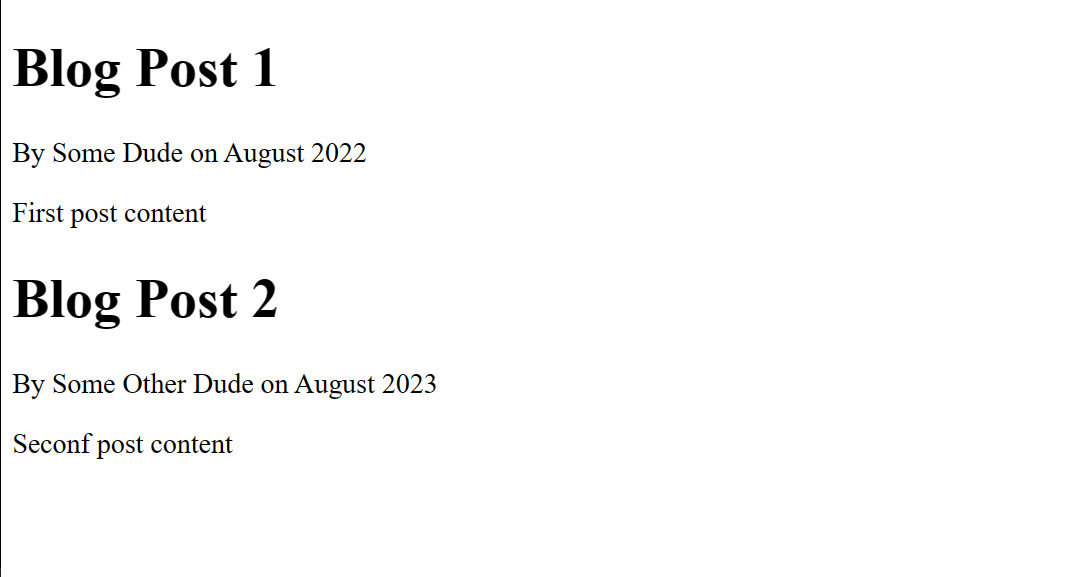 Blog Post 1
By Some Dude on August 2022
First post content
Blog Post 2
By Some Other Dude on August 2023
Seconf post content